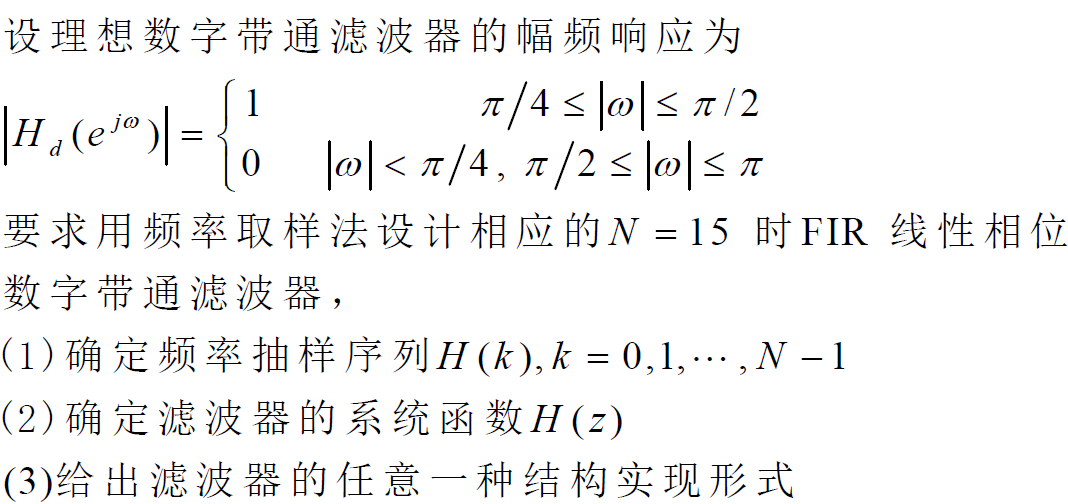 设理想数字带通滤波器的幅频响应为
|H_d(e^{jω})| = { 1    π/4 ≤ |ω| ≤ π/2
0    |ω| < π/4, π/2 ≤ |ω| ≤ π
要求用频率取样法设计相应的N = 15 时FIR 线性相位
数字带通滤波器，
(1)确定频率抽样序列H(k), k = 0,1,⋯,N − 1
(2)确定滤波器的系统函数H(z)
(3)给出滤波器的任意一种结构实现形式